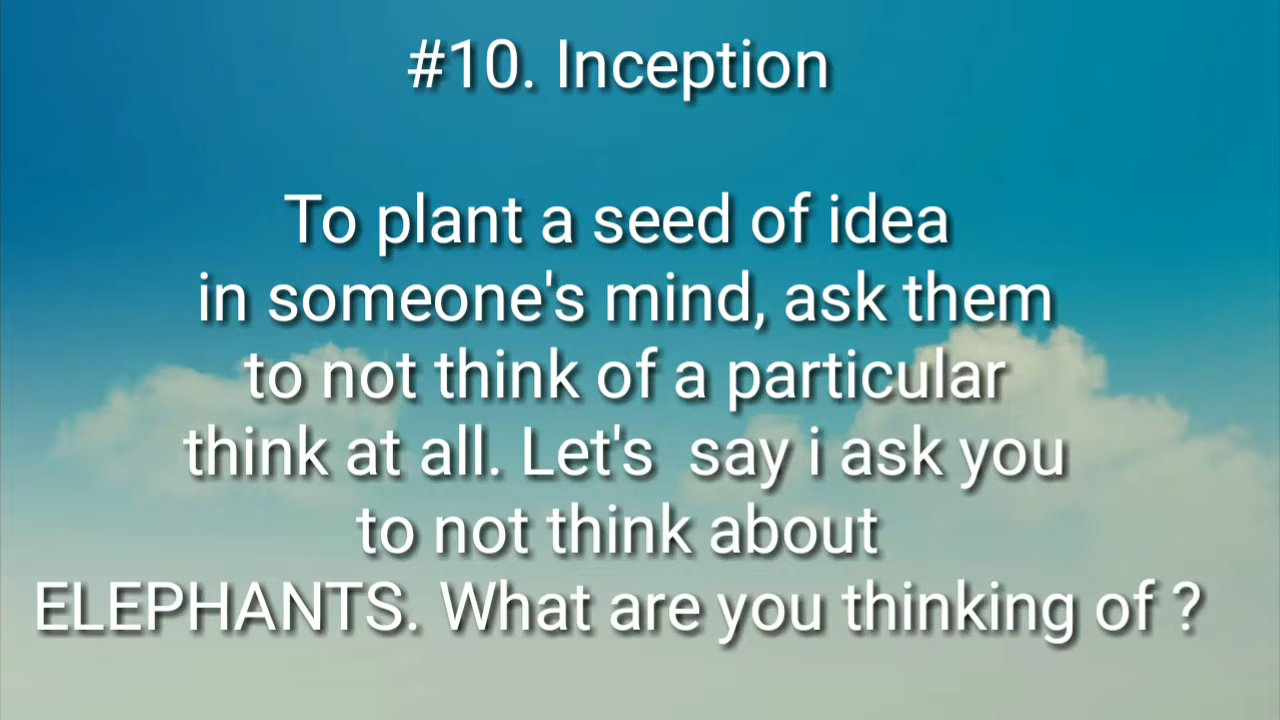 #10. Inception
To plant a seed of idea
in someone's mind, ask them
to not think of a particular
think at all. Let's  say i ask you
to not think about
ELEPHANTS. What are you thinking of ?